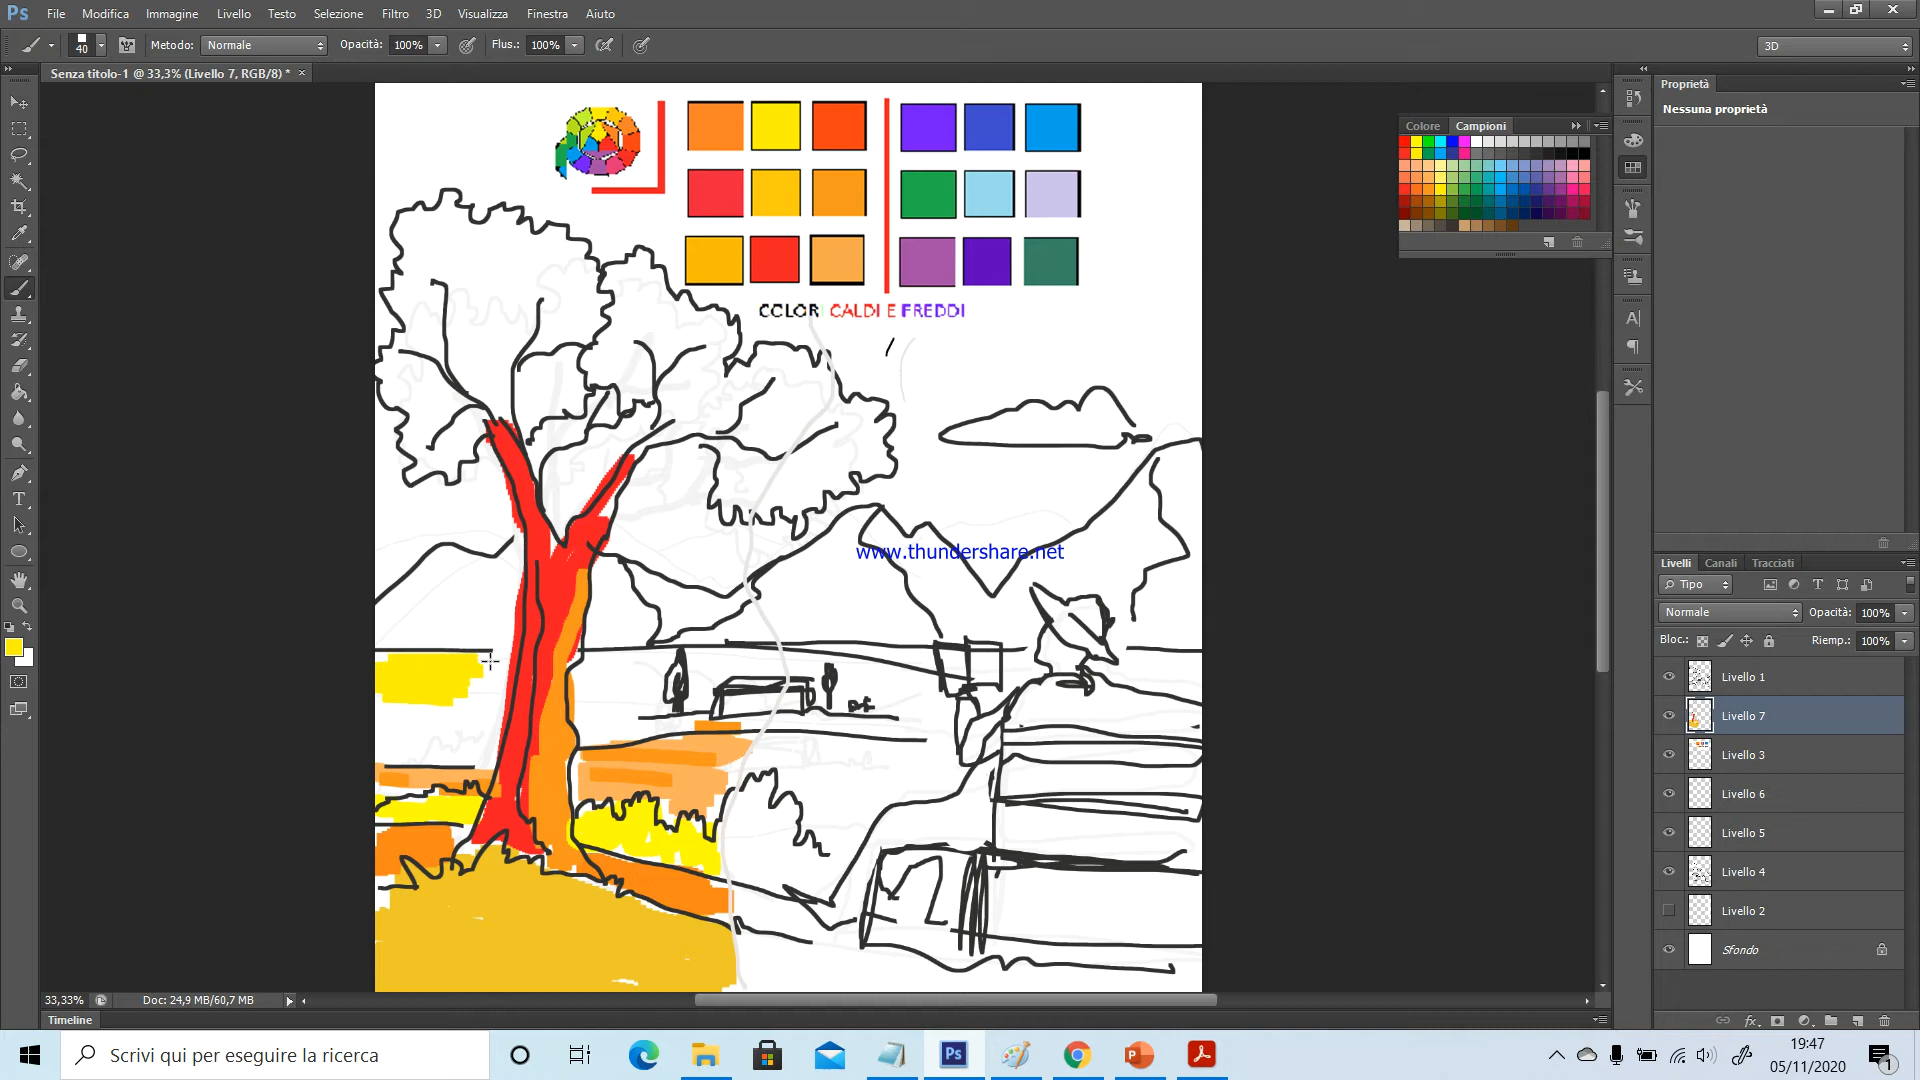 Ps File Modifica Immagine Livello Testo Selezione Filtro 3D Visualizza Finestra Aiuto
40 Metodo: Normale Opacità: 100% Flus.: 100% 3D
Senza titolo-1 @ 33,3% (Livello 7, RGB/8) * ×
COLORI CALDI E FREDDI
www.thundershare.net
Colore Campioni
Proprietà
Nessuna proprietà
Livelli Canali Tracciati
Tipo
Normale Opacità: 100%
Bloc.: Riemp.: 100%
Livello 1
Livello 7
Livello 3
Livello 6
Livello 5
Livello 4
Livello 2
Sfondo
33,33% Doc: 24,9 MB/60,7 MB
Timeline
Scrivi qui per eseguire la ricerca
19:47
05/11/2020
1